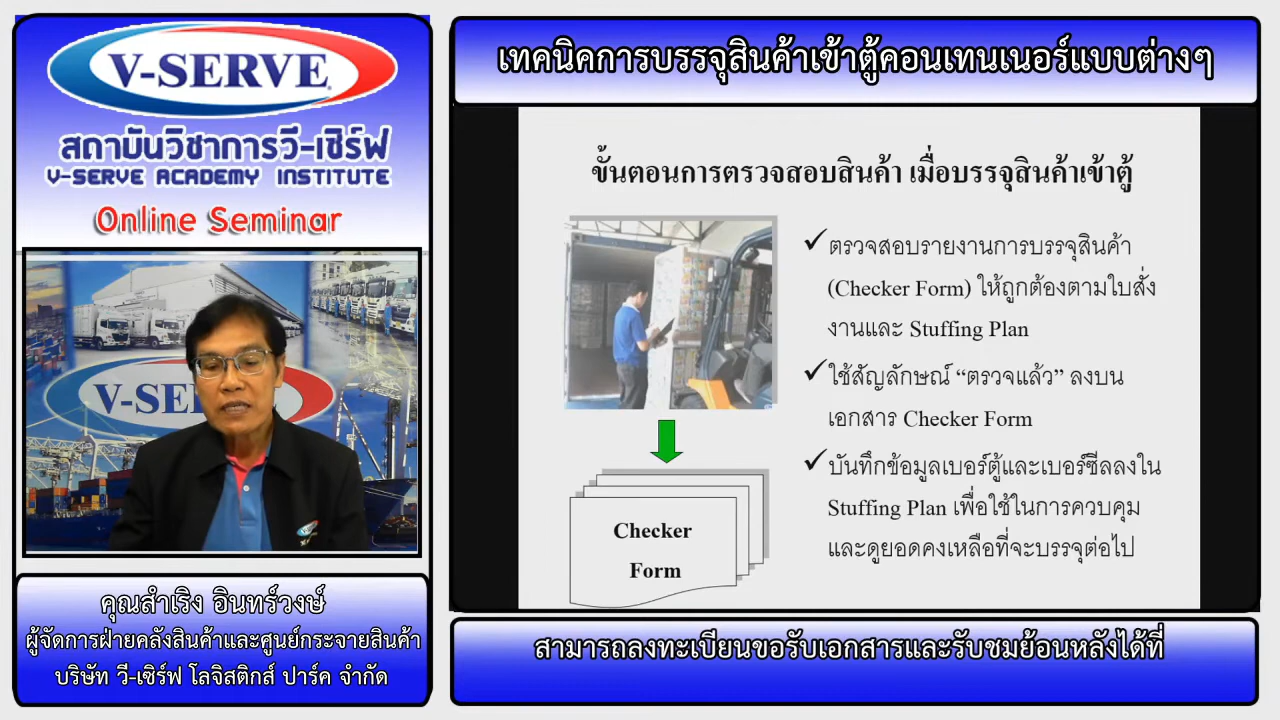 V-SERVE
สถาบันวิชาการวี-เซิร์ฟ
V-SERVE ACADEMY INSTITUTE
Online Seminar
V-SERVE
คุณสำเริง อินทร์วงษ์
ผู้จัดการฝ่ายคลังสินค้าและศูนย์กระจายสินค้า
บริษัท วี-เซิร์ฟ โลจิสติกส์ ปาร์ค จำกัด
เทคนิคการบรรจุสินค้าเข้าตู้คอนเทนเนอร์แบบต่างๆ
ขั้นตอนการตรวจสอบสินค้า เมื่อบรรจุสินค้าเข้าตู้
ตรวจสอบรายงานการบรรจุสินค้า
(Checker Form) ให้ถูกต้องตามใบสั่ง
งานและ Stuffing Plan
ใช้สัญลักษณ์ “ตรวจแล้ว” ลงบน
เอกสาร Checker Form
บันทึกข้อมูลเบอร์ตู้และเบอร์ซีลลงใน
Stuffing Plan เพื่อใช้ในการควบคุม
และดูยอดคงเหลือที่จะบรรจุต่อไป
Checker
Form
สามารถลงทะเบียนขอรับเอกสารและรับชมย้อนหลังได้ที่